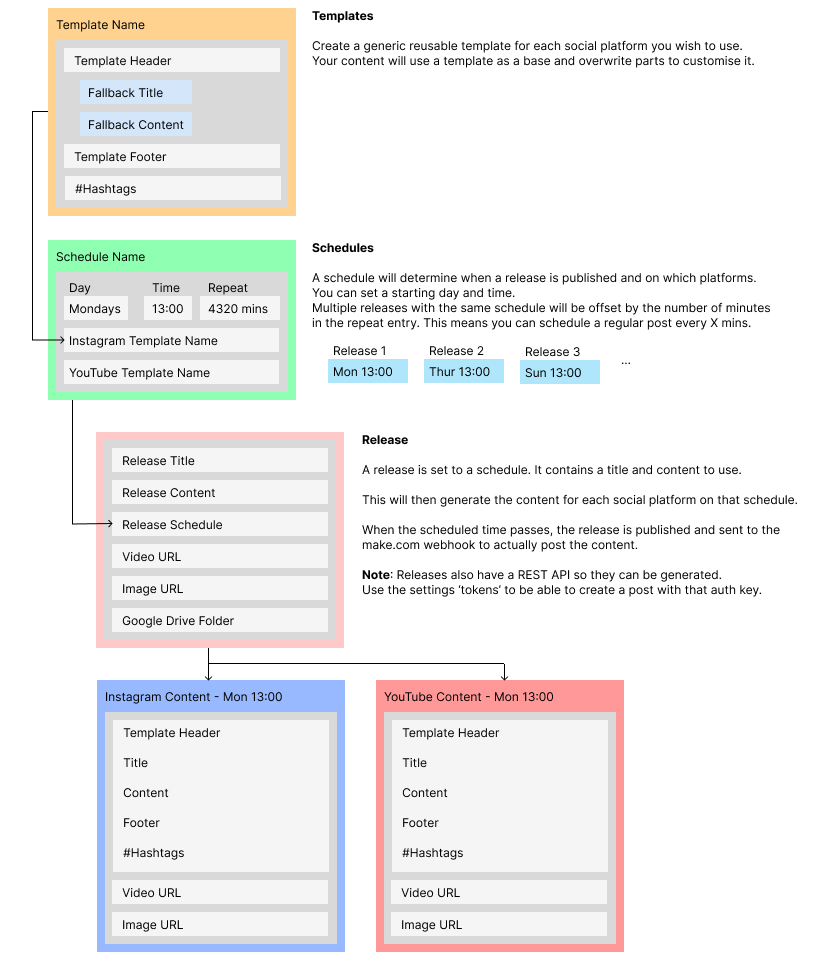 Template Name
Template Header
Fallback Title
Fallback Content
Template Footer
#Hashtags
Templates
Create a generic reusable template for each social platform you wish to use.
Your content will use a template as a base and overwrite parts to customise it.
Schedule Name
Day Time Repeat
Mondays 13:00 4320 mins
Instagram Template Name
YouTube Template Name
Schedules
A schedule will determine when a release is published and on which platforms.
You can set a starting day and time.
Multiple releases with the same schedule will be offset by the number of minutes
in the repeat entry. This means you can schedule a regular post every X mins.
Release 1 Release 2 Release 3
Mon 13:00 Thur 13:00 Sun 13:00 ...
Release Title
Release Content
Release Schedule
Video URL
Image URL
Google Drive Folder
Release
A release is set to a schedule. It contains a title and content to use.
This will then generate the content for each social platform on that schedule.
When the scheduled time passes, the release is published and sent to the
make.com webhook to actually post the content.
Note: Releases also have a REST API so they can be generated.
Use the settings ‘tokens’ to be able to create a post with that auth key.
Instagram Content - Mon 13:00
Template Header
Title
Content
Footer
#Hashtags
Video URL
Image URL
YouTube Content - Mon 13:00
Template Header
Title
Content
Footer
#Hashtags
Video URL
Image URL